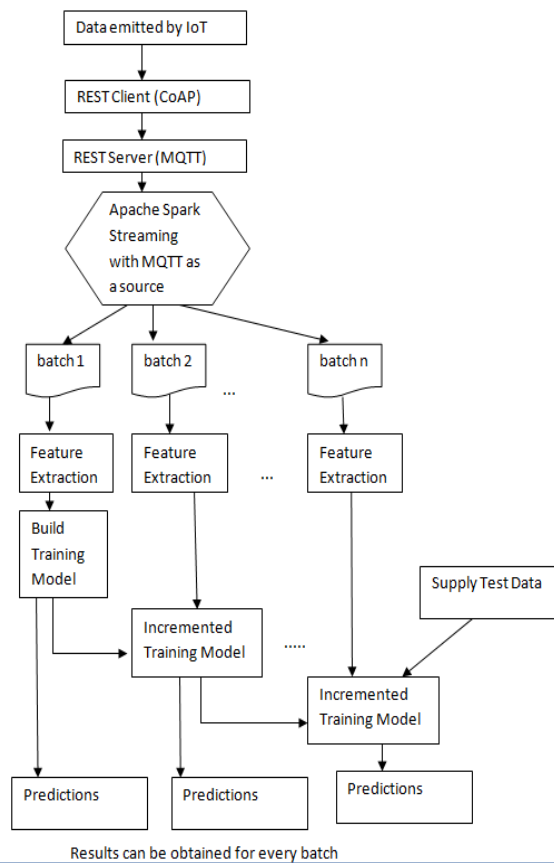 Data emitted by IoT
REST Client (CoAP)
REST Server (MQTT)
Apache Spark
Streaming
with MQTT as
a source
batch 1
batch 2
...
batch n
Feature
Extraction
Feature
Extraction
...
Feature
Extraction
Build
Training
Model
Supply Test Data
Incremented
Training Model
.....
Incremented
Training Model
Predictions
Predictions
Predictions
Results can be obtained for every batch